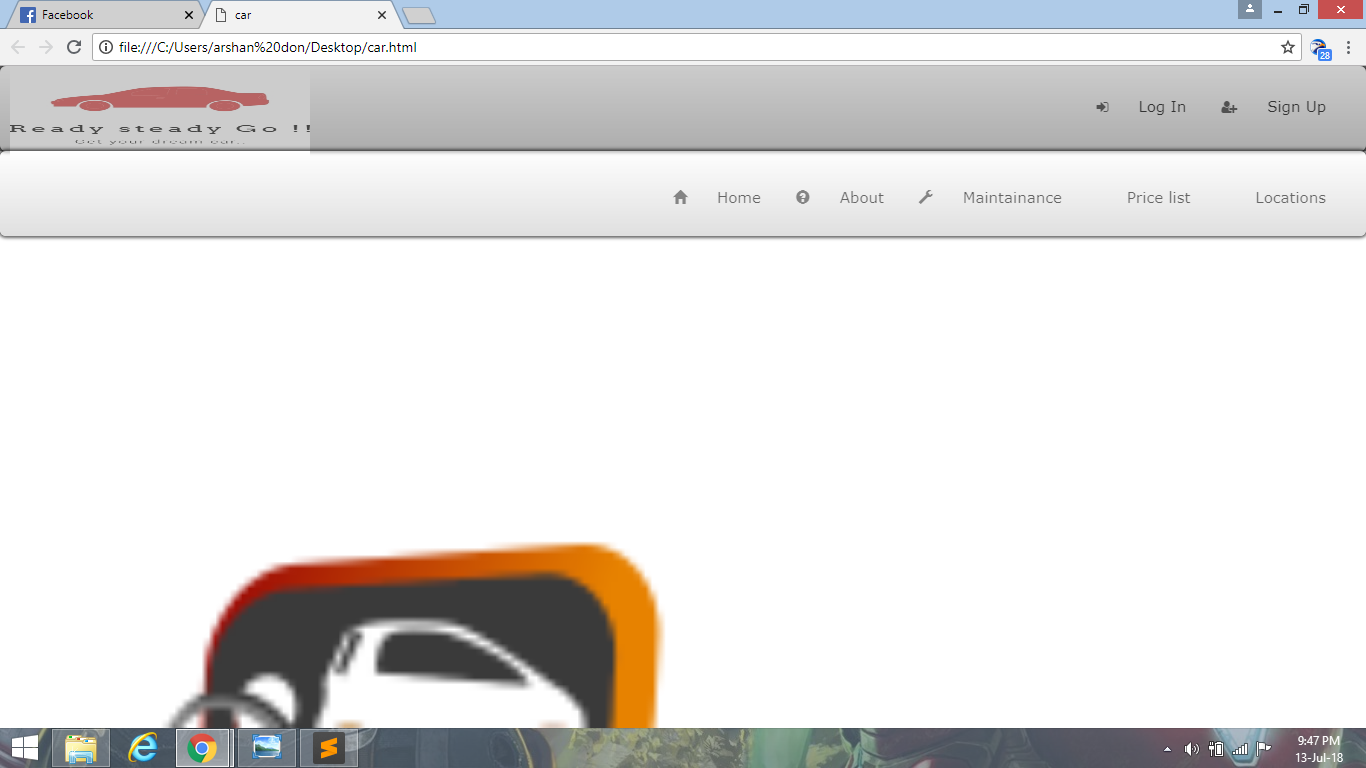 Facebook
car
file:///C:/Users/arshan%20don/Desktop/car.html
28
Ready steady Go !!
Get your dream car..
Log In
Sign Up
Home
About
Maintainance
Price list
Locations
9:47 PM
13-Jul-18